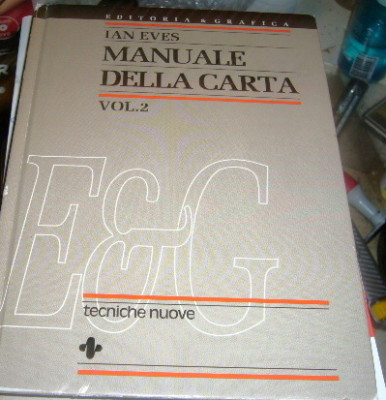 EDITORIA & GRAFICA
IAN EVES
MANUALE
DELLA CARTA
VOL.2
E&G
tecniche nuove